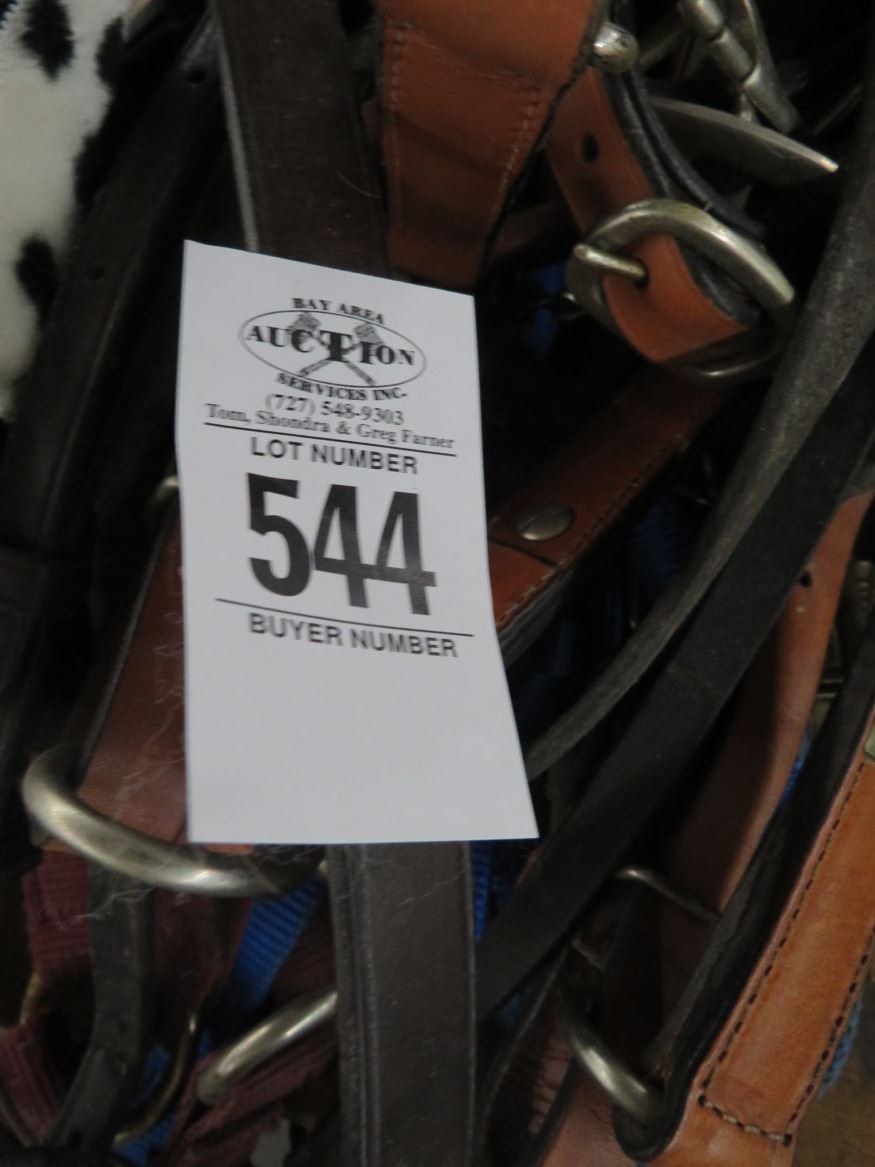 BAY AREA
AUCTION
SERVICES INC.
(727) 548-9303
Tom, Shondra & Greg Farner
LOT NUMBER
544
BUYER NUMBER